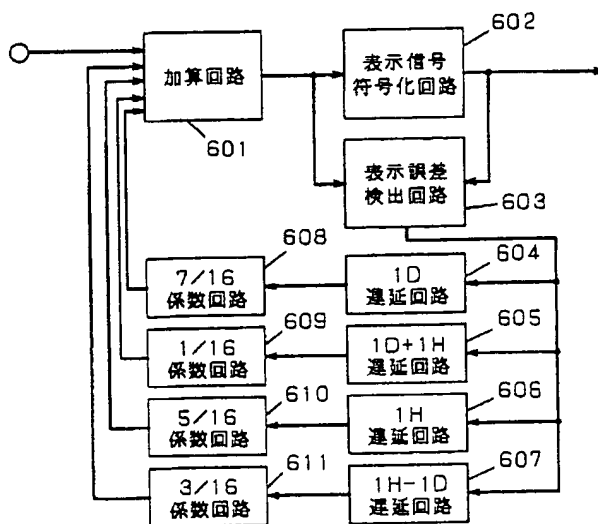 602
加算回路
表示信号
符号化回路
601
表示誤差
検出回路
603
608
604
7/16
係数回路
1D
遅延回路
609
605
1/16
係数回路
1D+1H
遅延回路
610
606
5/16
係数回路
1H
遅延回路
611
607
3/16
係数回路
1H-1D
遅延回路